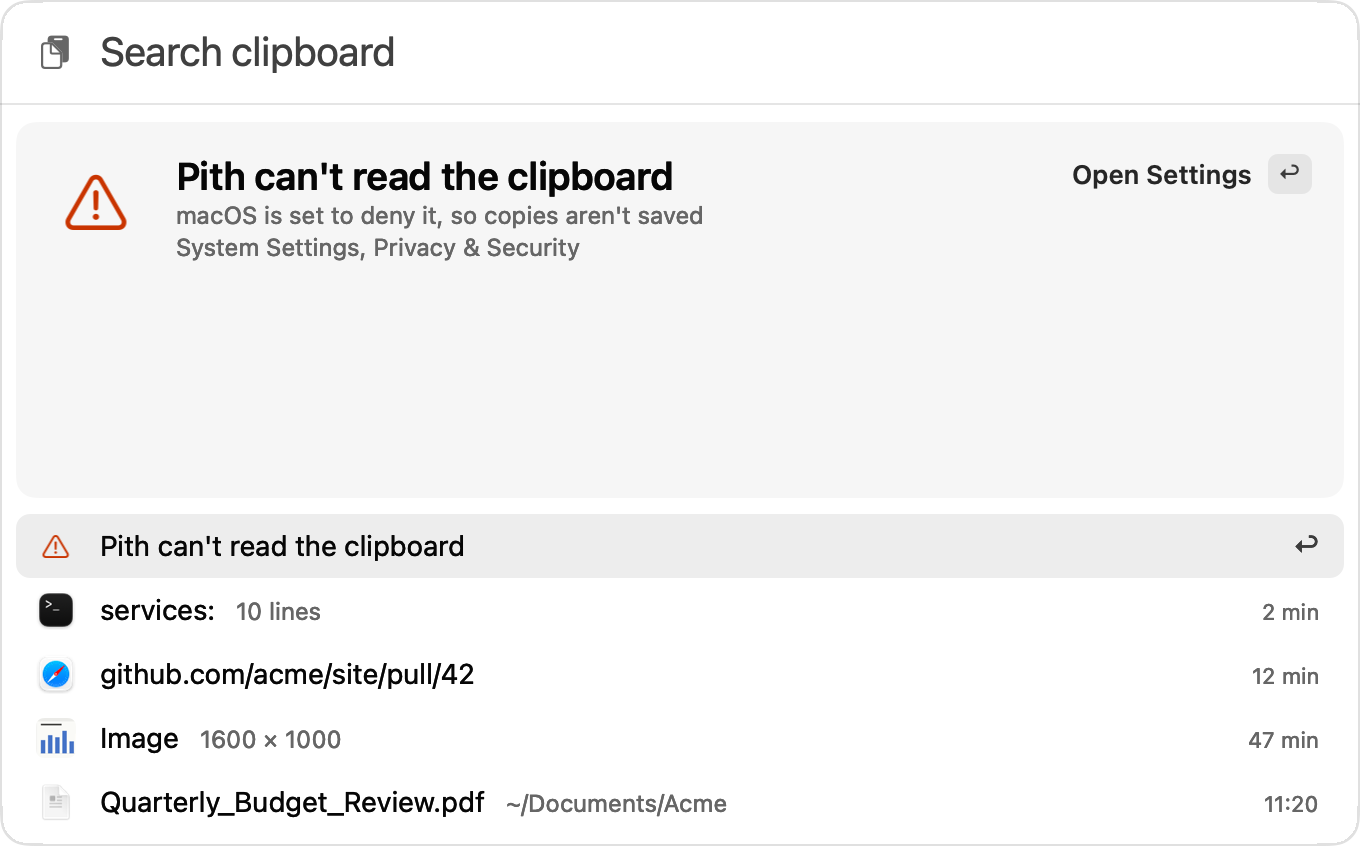 Search clipboard
Pith can't read the clipboard
Open Settings ↩
macOS is set to deny it, so copies aren't saved
System Settings, Privacy & Security
Pith can't read the clipboard ↩
services: 10 lines 2 min
github.com/acme/site/pull/42 12 min
Image 1600 × 1000 47 min
Quarterly_Budget_Review.pdf ~/Documents/Acme 11:20